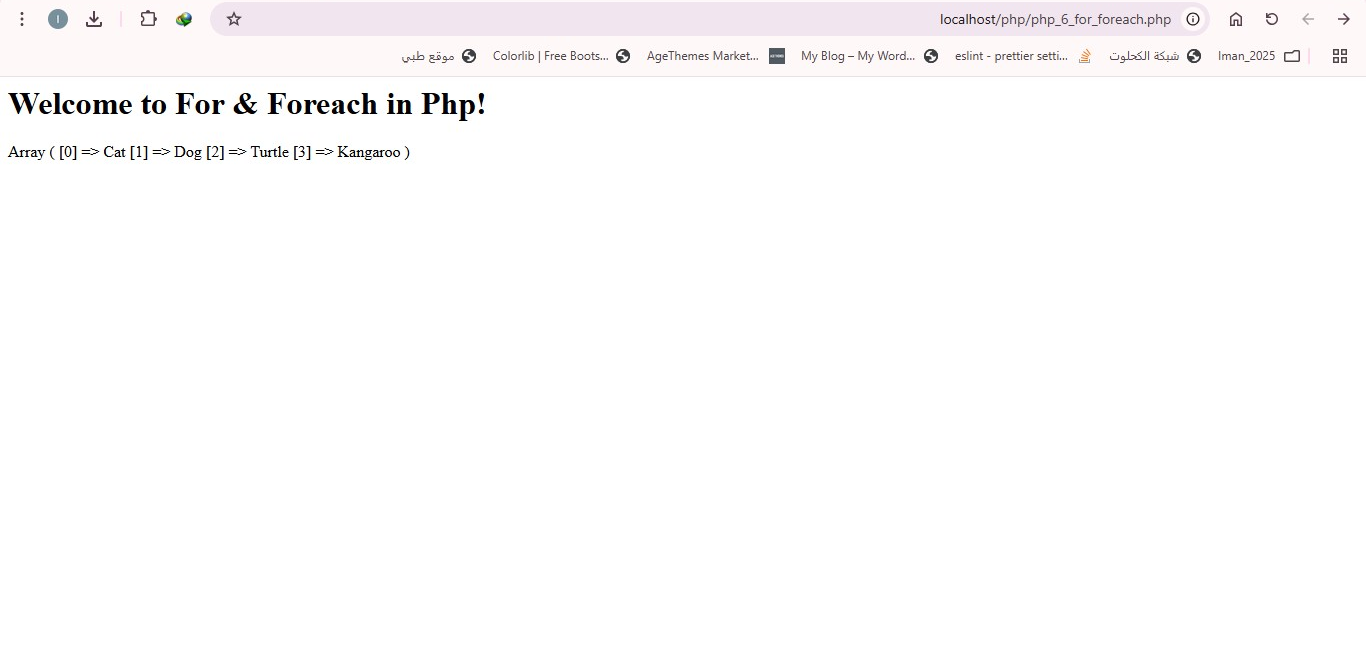 localhost/php/php_6_for_foreach.php
موقع طبي Colorlib | Free Boots... AgeThemes Market... My Blog – My Word... eslint - prettier setti... شبكة الكحلوت Iman_2025
Welcome to For & Foreach in Php!
Array ( [0] => Cat [1] => Dog [2] => Turtle [3] => Kangaroo )